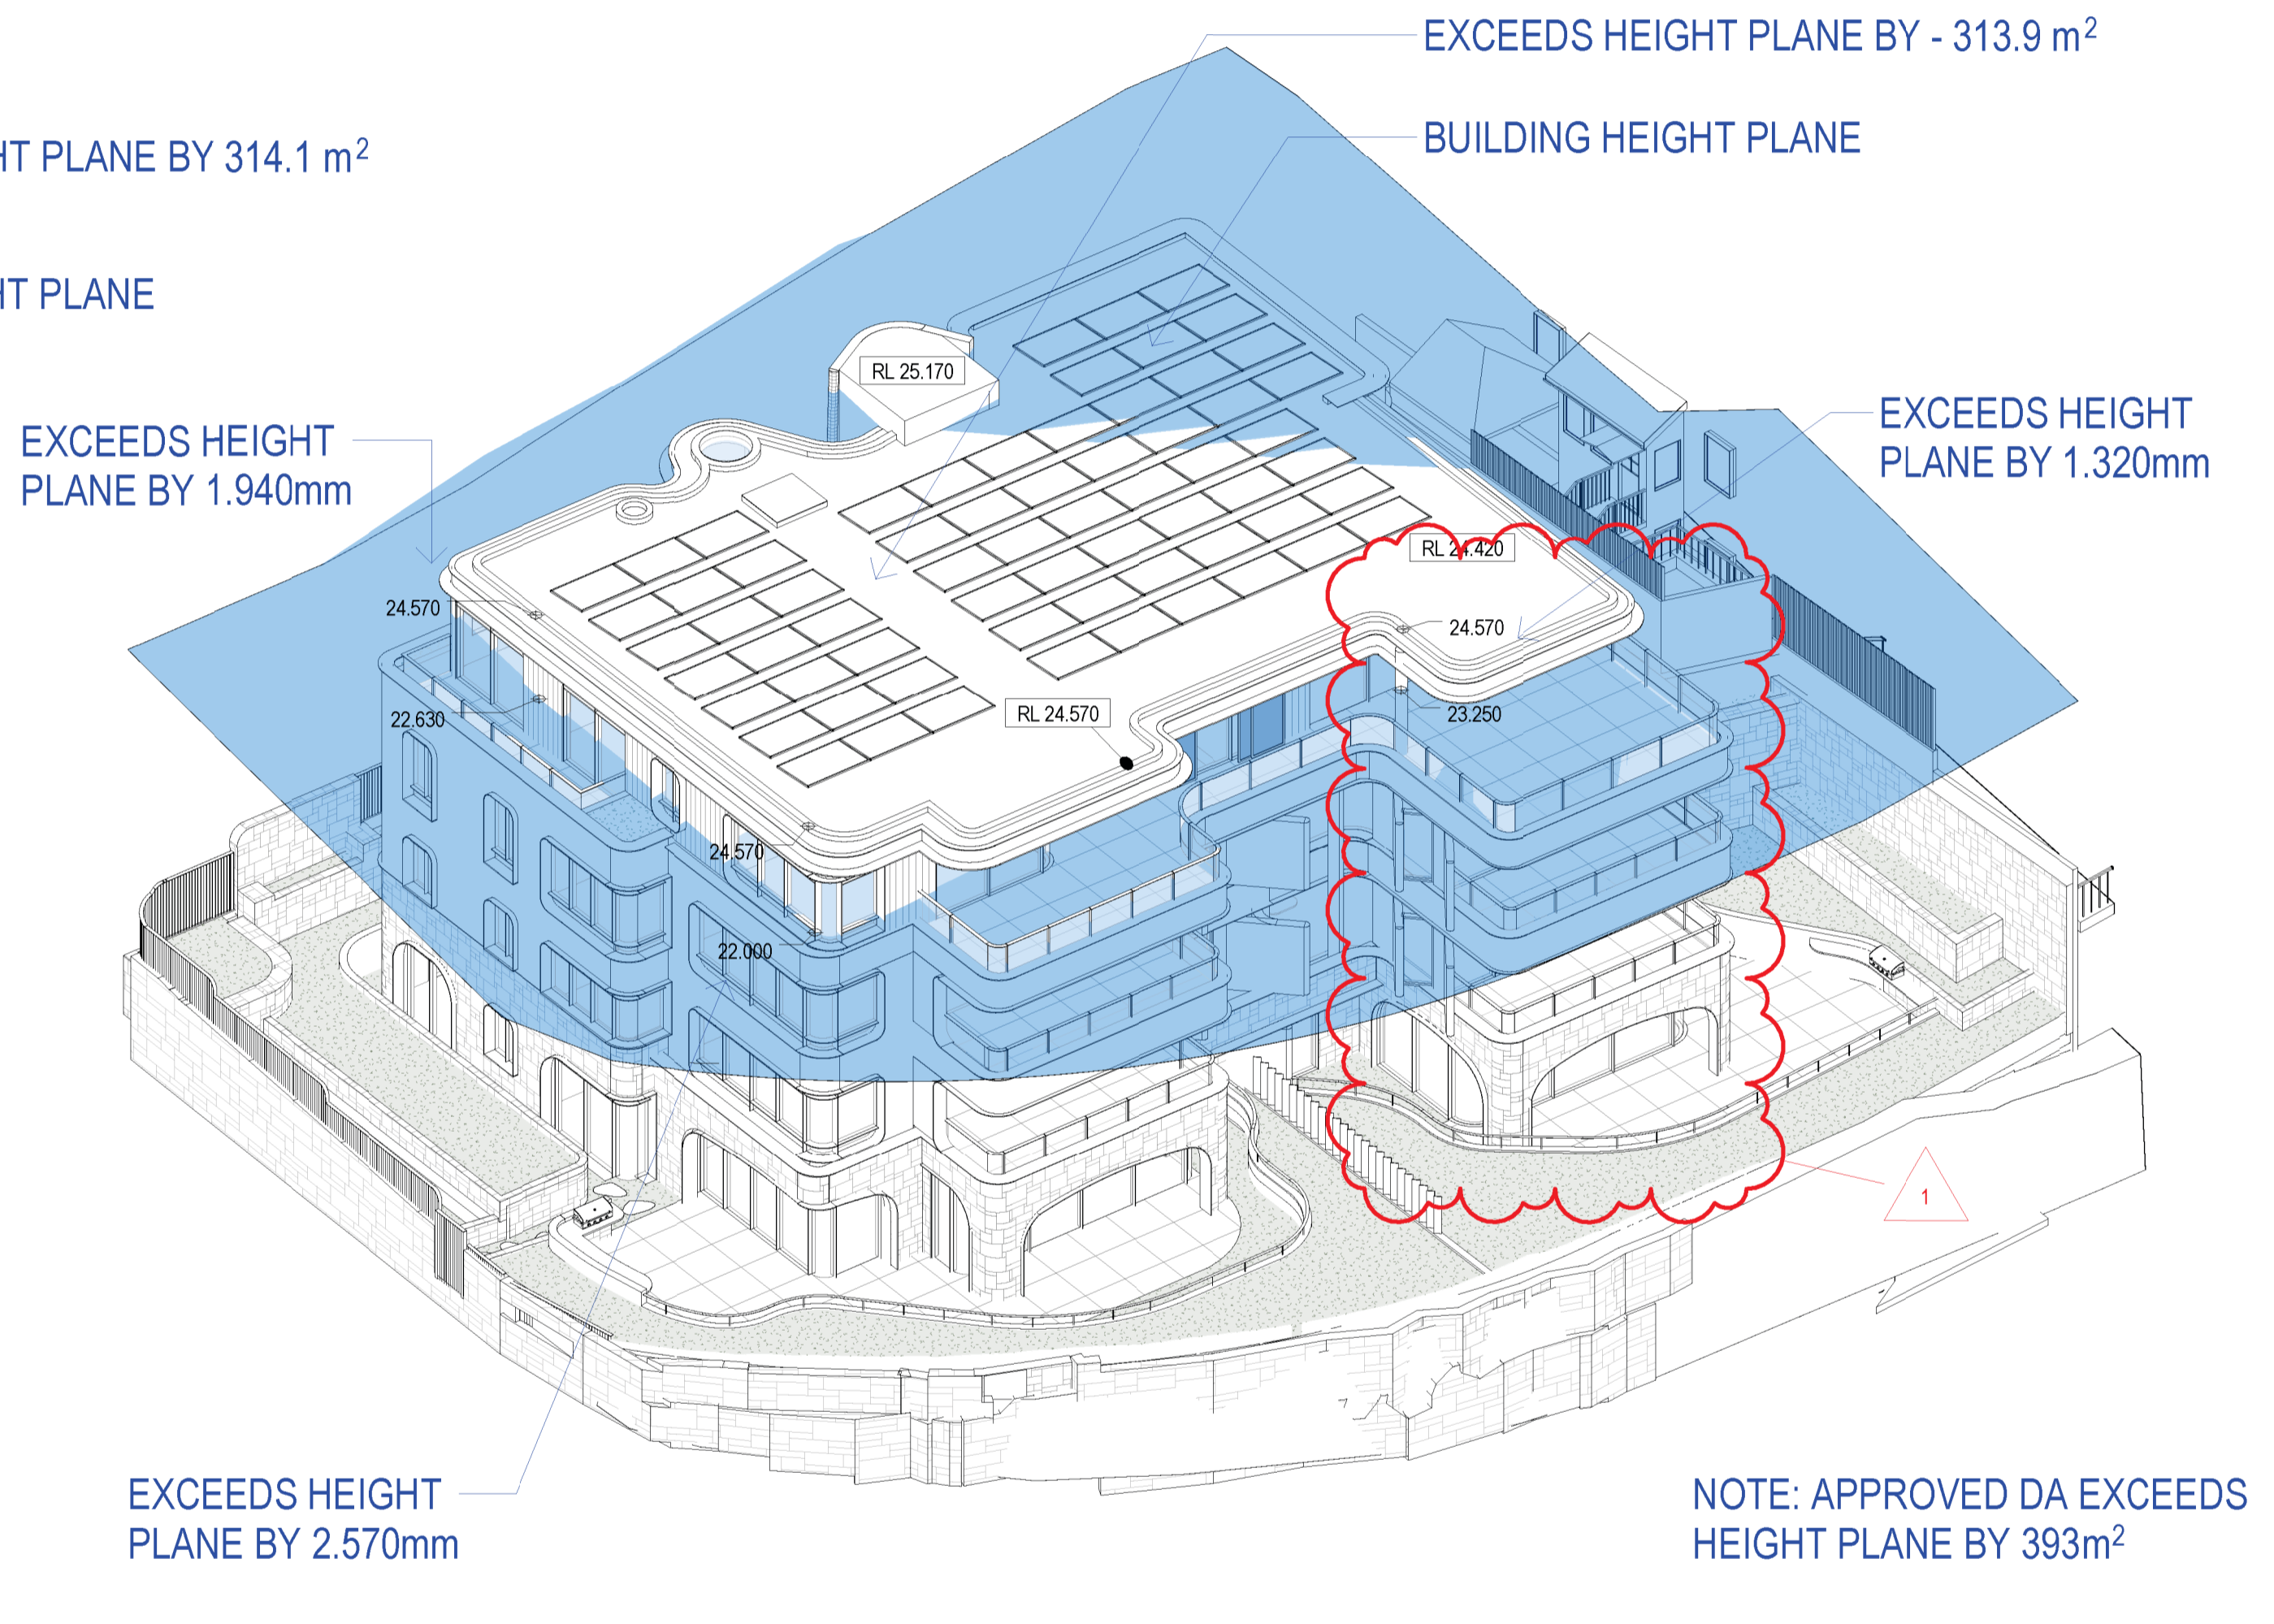 EXCEEDS HEIGHT PLANE BY - 313.9 m²
BUILDING HEIGHT PLANE
HT PLANE BY 314.1 m²
HT PLANE
RL 25.170
EXCEEDS HEIGHT
PLANE BY 1.940mm
EXCEEDS HEIGHT
PLANE BY 1.320mm
RL 24.420
24.570
24.570
22.630
RL 24.570
23.250
24.570
22.000
1
EXCEEDS HEIGHT
PLANE BY 2.570mm
NOTE: APPROVED DA EXCEEDS
HEIGHT PLANE BY 393m²